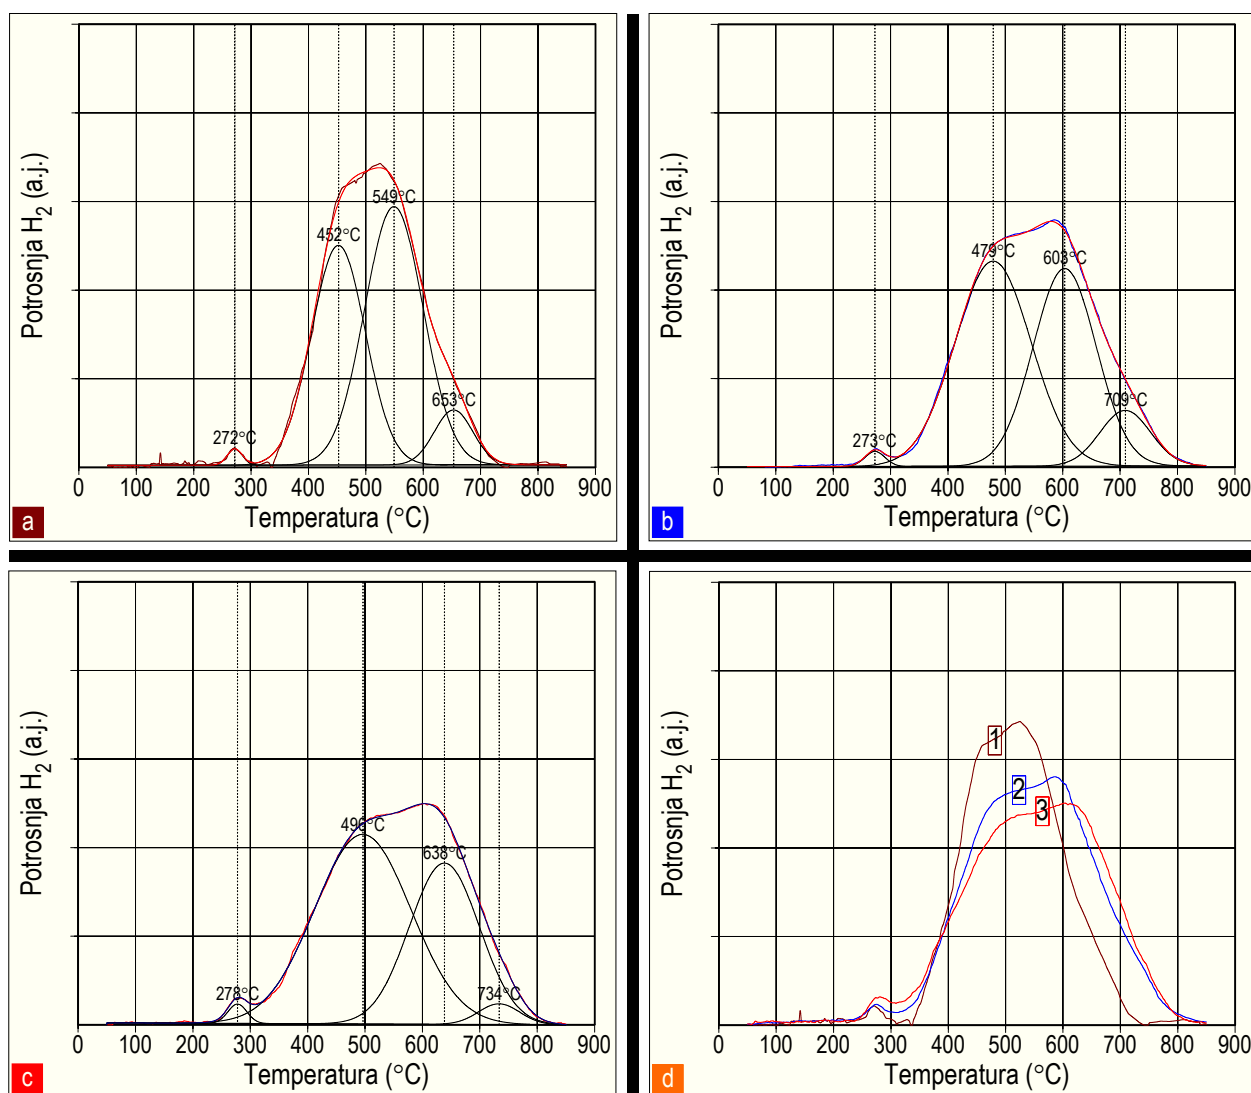 Potrosnja H2 (a.j.)
549°C
452°C
653°C
272°C
0 100 200 300 400 500 600 700 800 900
Temperatura (°C)
a
Potrosnja H2 (a.j.)
479°C
603°C
709°C
273°C
0 100 200 300 400 500 600 700 800 900
Temperatura (°C)
b
Potrosnja H2 (a.j.)
496°C
638°C
278°C
734°C
0 100 200 300 400 500 600 700 800 900
Temperatura (°C)
c
Potrosnja H2 (a.j.)
1
2
3
0 100 200 300 400 500 600 700 800 900
Temperatura (°C)
d